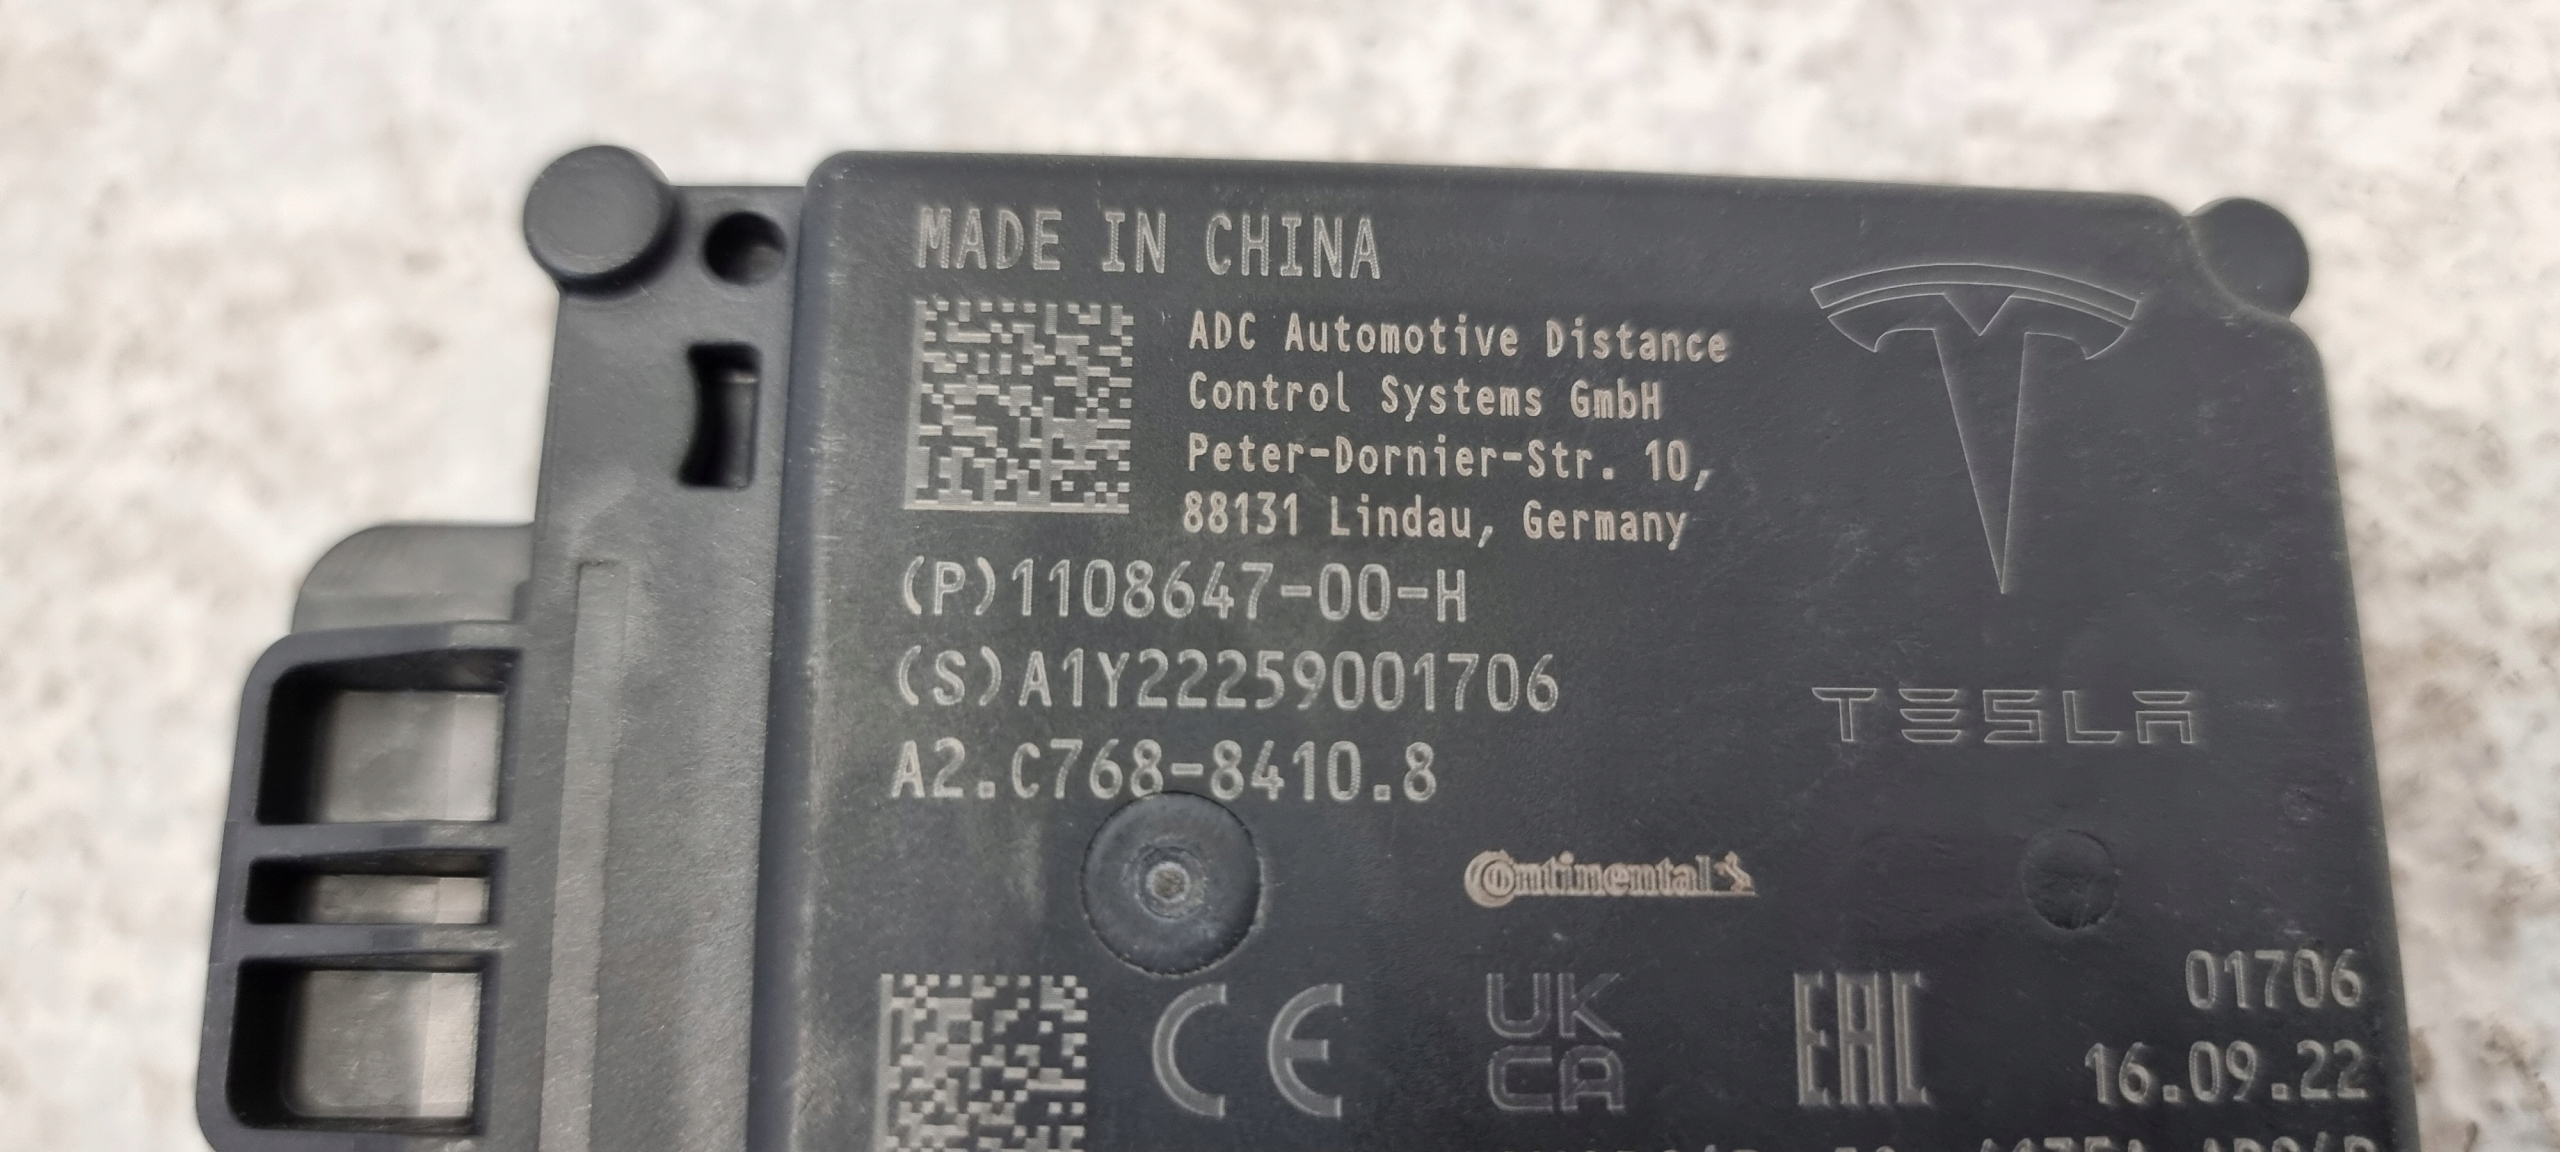 MADE IN CHINA
ADC Automotive Distance
Control Systems GmbH
Peter-Dornier-Str. 10,
88131 Lindau, Germany
(P)1108647-00-H
(S)A1Y22259001706
A2.C768-8410.8
TESLA
Continental
CE
UK
CA
EAC
01706
16.09.22